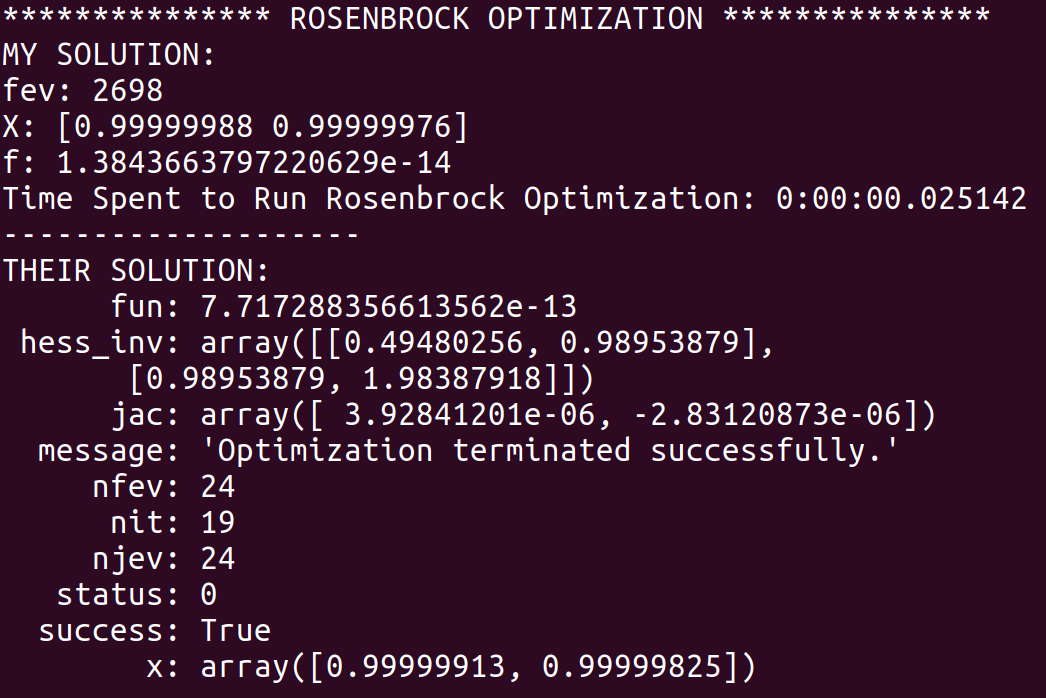 *************** ROSENBROCK OPTIMIZATION ***************
MY SOLUTION:
fev: 2698
X: [0.99999988 0.99999976]
f: 1.3843663797220629e-14
Time Spent to Run Rosenbrock Optimization: 0:00:00.025142
--------------------
THEIR SOLUTION:
      fun: 7.717288356613562e-13
 hess_inv: array([[0.49480256, 0.98953879],
       [0.98953879, 1.98387918]])
      jac: array([ 3.92841201e-06, -2.83120873e-06])
  message: 'Optimization terminated successfully.'
     nfev: 24
      nit: 19
     njev: 24
   status: 0
  success: True
        x: array([0.99999913, 0.99999825])